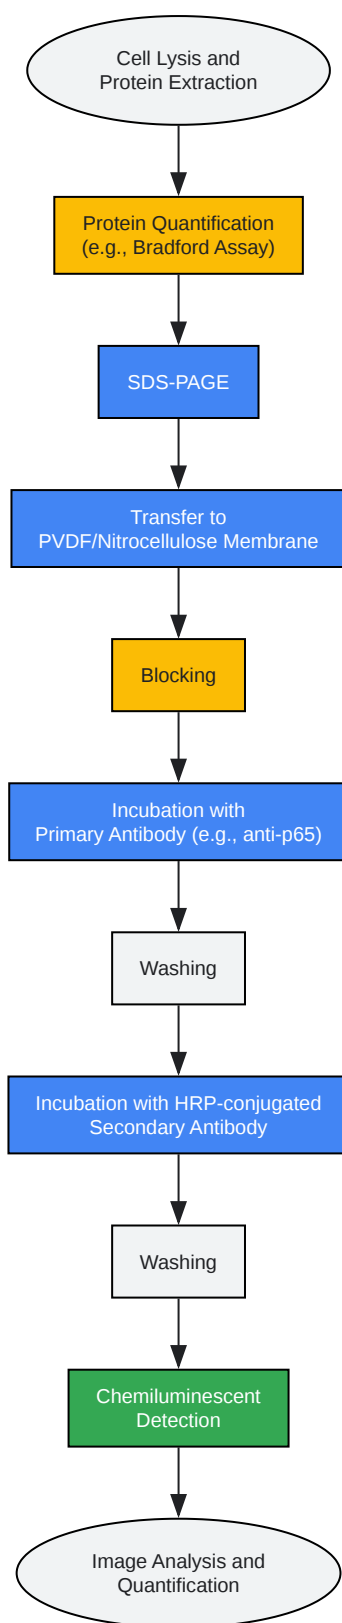 Cell Lysis and
Protein Extraction
Protein Quantification
(e.g., Bradford Assay)
SDS-PAGE
Transfer to
PVDF/Nitrocellulose Membrane
Blocking
Incubation with
Primary Antibody (e.g., anti-p65)
Washing
Incubation with HRP-conjugated
Secondary Antibody
Washing
Chemiluminescent
Detection
Image Analysis and
Quantification